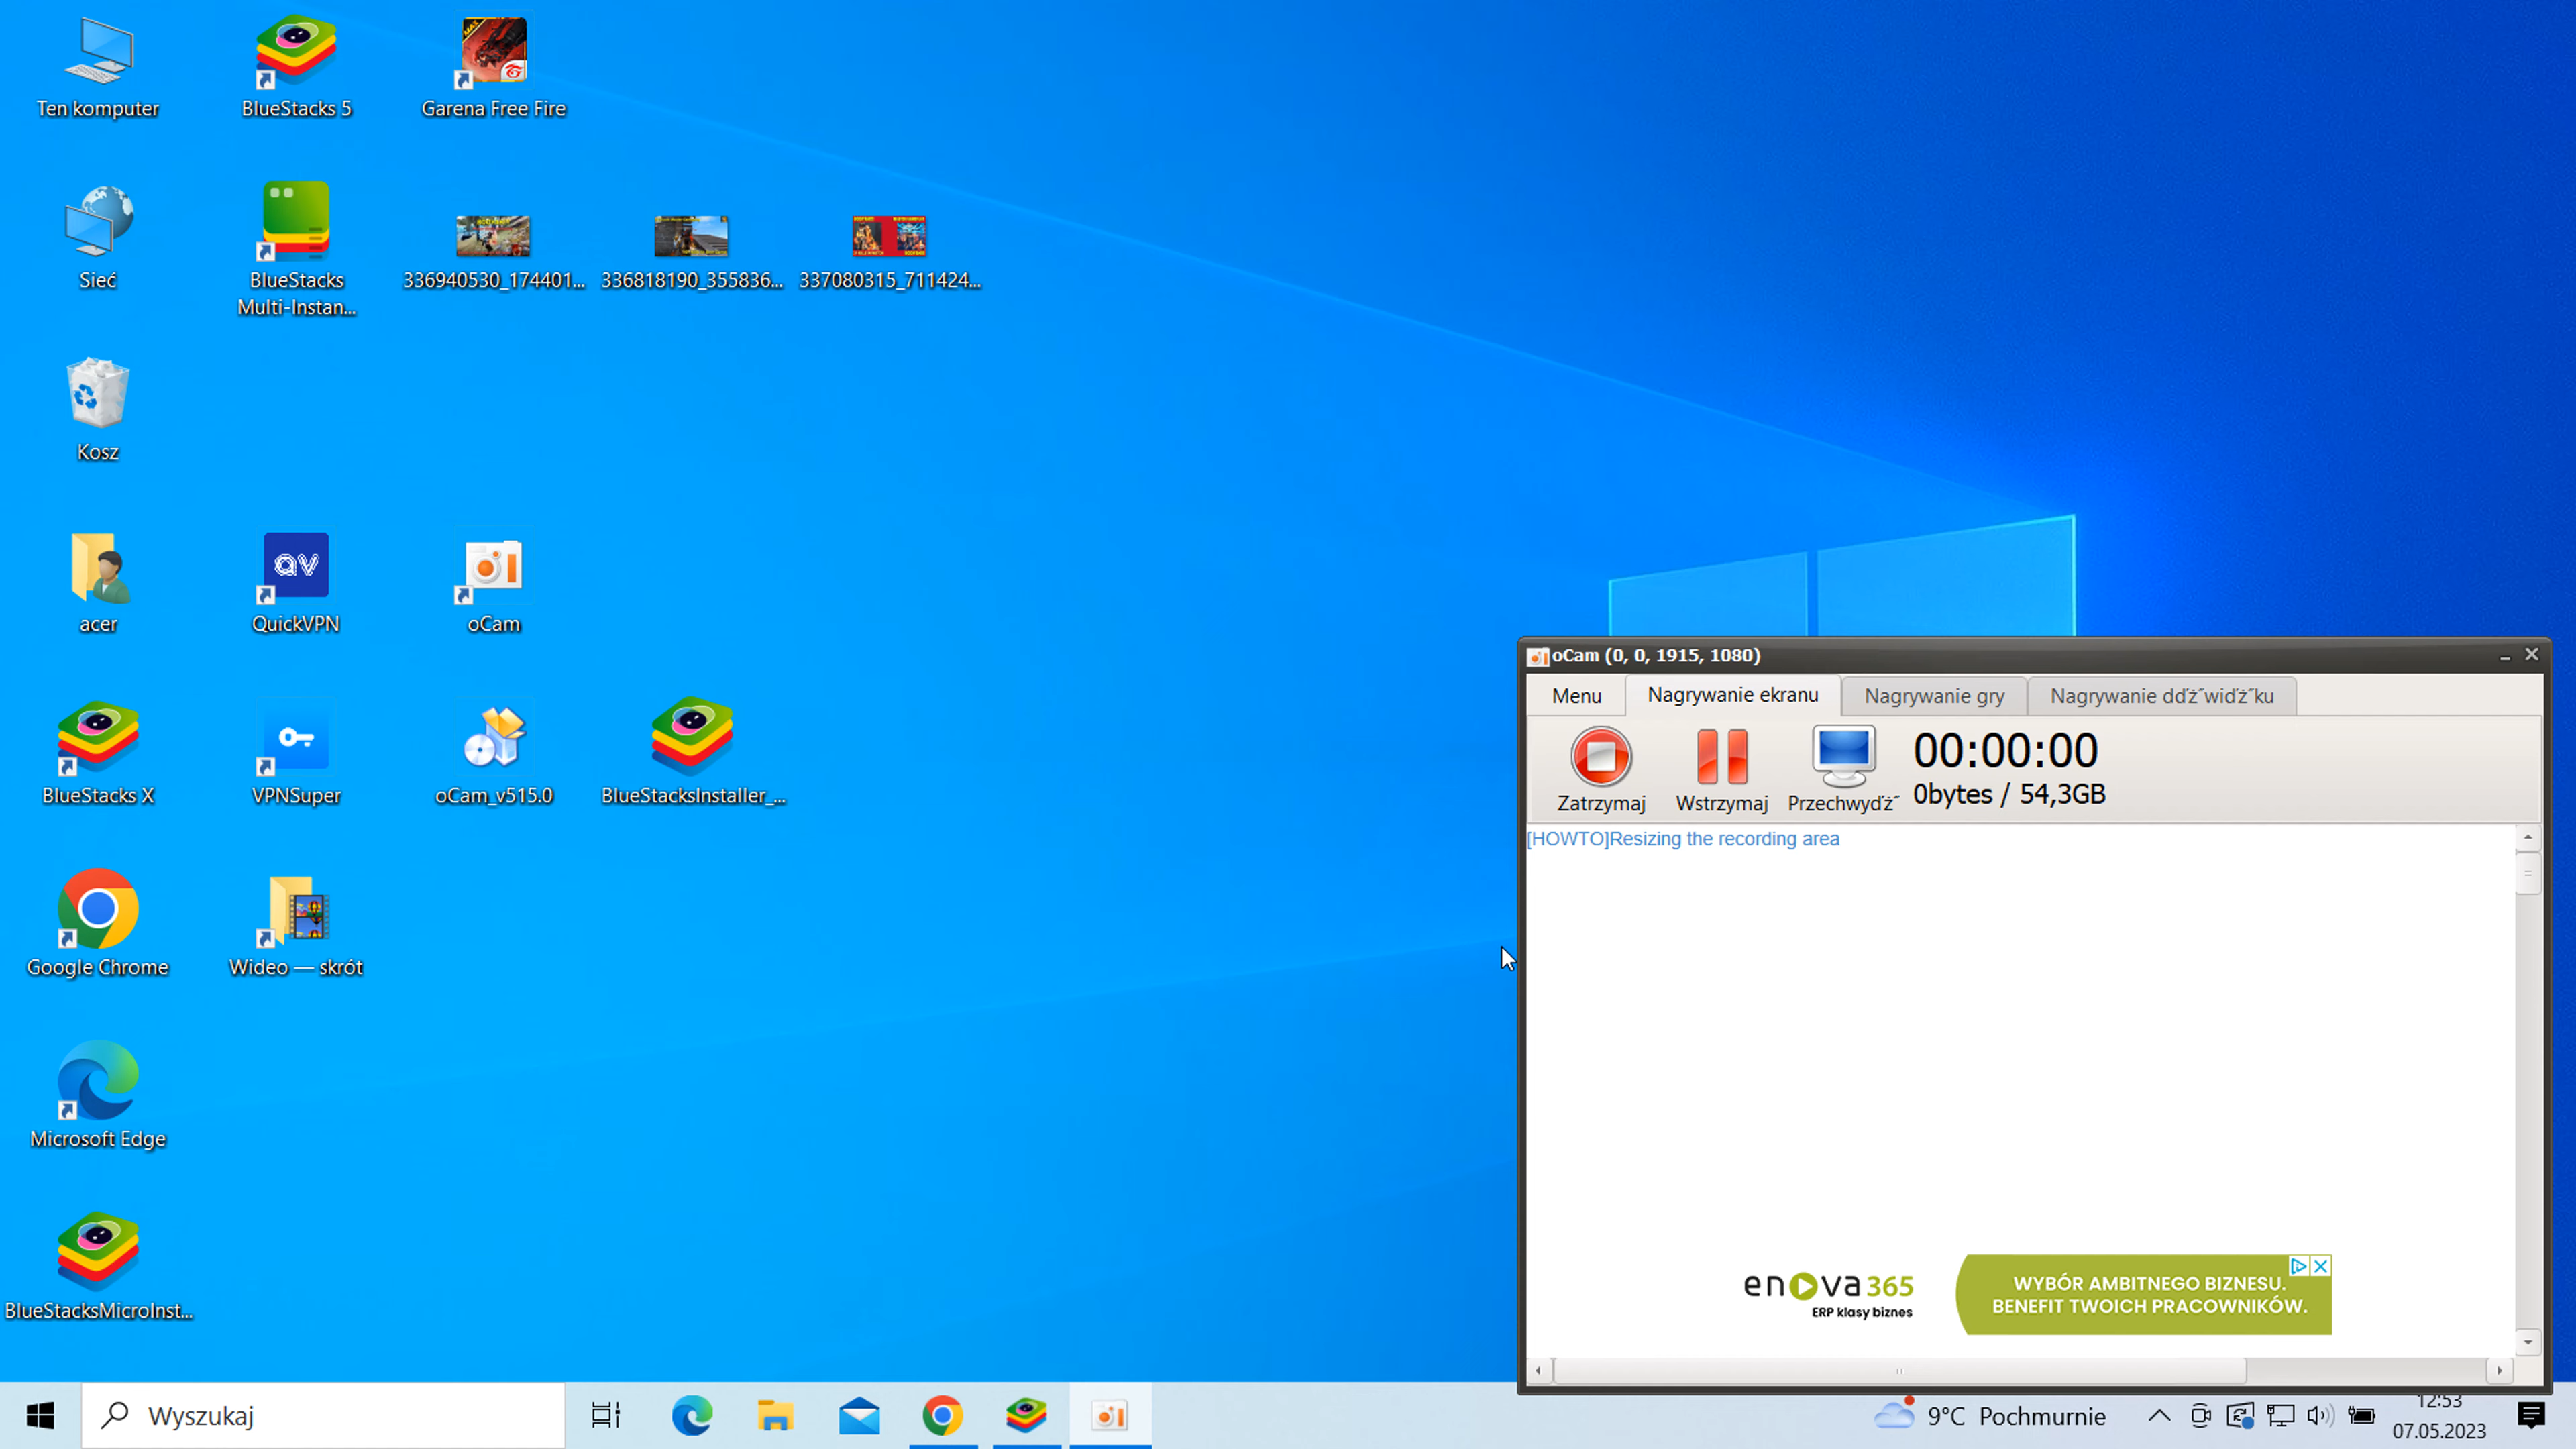 Ten komputer
BlueStacks 5
Garena Free Fire
Sieć
BlueStacks
Multi-Instan...
336940530_174401...
336818190_355836...
337080315_711424...
Kosz
acer
QuickVPN
oCam
BlueStacks X
VPNSuper
oCam_v515.0
BlueStacksInstaller_...
Google Chrome
Wideo — skrót
Microsoft Edge
BlueStacksMicroInst...
oCam (0, 0, 1915, 1080)
Menu
Nagrywanie ekranu
Nagrywanie gry
Nagrywanie dďż˝widż˝ku
Zatrzymaj
Wstrzymaj
Przechwyďż˝
00:00:00
0bytes / 54,3GB
[HOWTO]Resizing the recording area
enova365
ERP klasy biznes
WYBÓR AMBITNEGO BIZNESU.
BENEFIT TWOICH PRACOWNIKÓW.
Wyszukaj
9°C Pochmurnie
12:53
07.05.2023